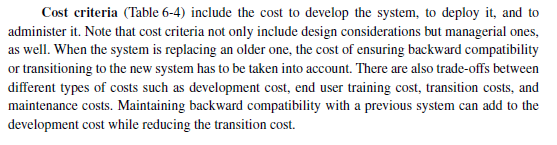 Cost criteria (Table 6-4) include the cost to develop the system, to deploy it, and to
administer it. Note that cost criteria not only include design considerations but managerial ones,
as well. When the system is replacing an older one, the cost of ensuring backward compatibility
or transitioning to the new system has to be taken into account. There are also trade-offs between
different types of costs such as development cost, end user training cost, transition costs, and
maintenance costs. Maintaining backward compatibility with a previous system can add to the
development cost while reducing the transition cost.